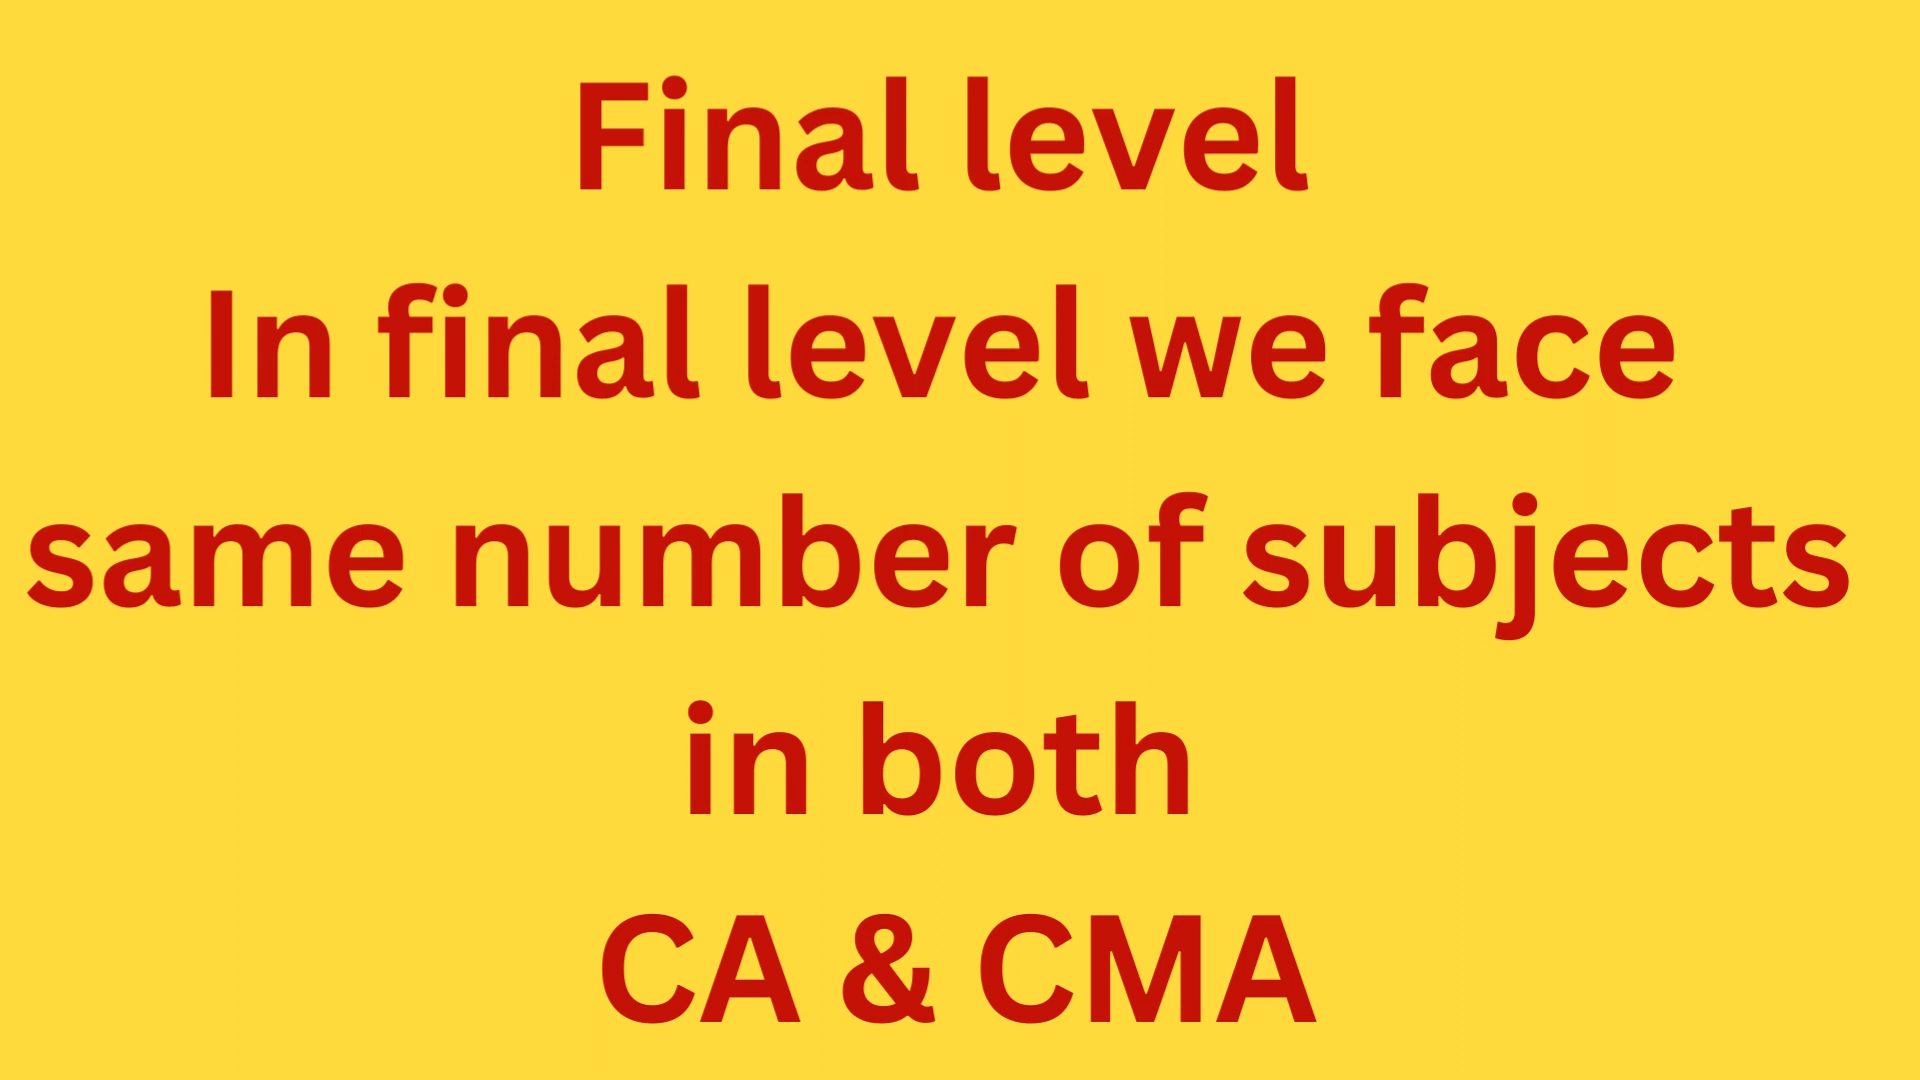 Final level
In final level we face
same number of subjects
in both
CA & CMA